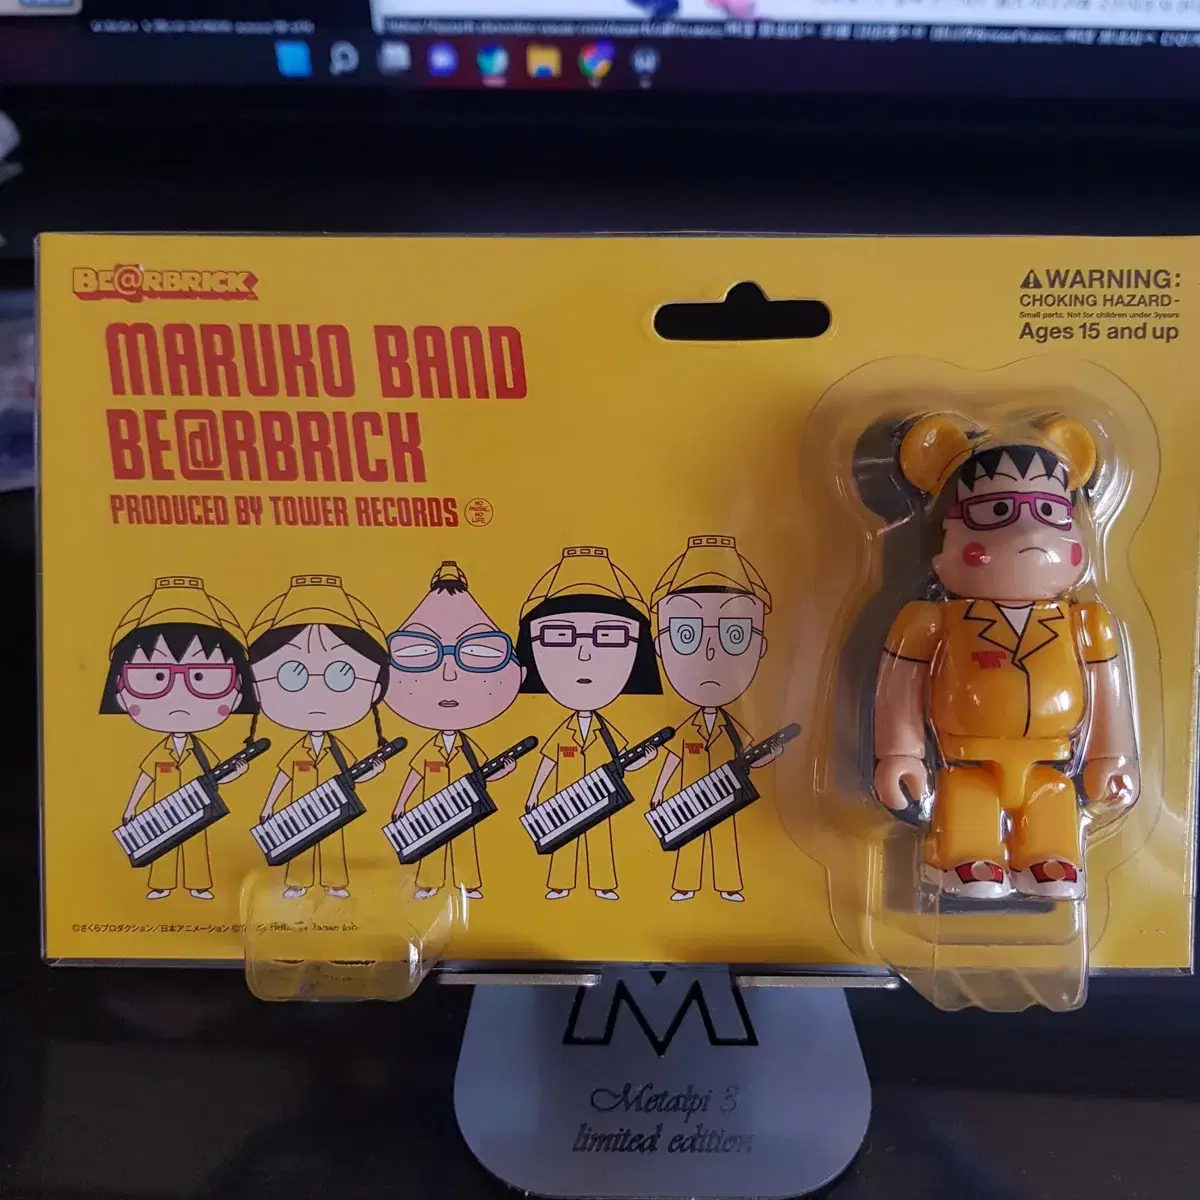 BE@RBRICK
MARUKO BAND
BE@RBRICK
PRODUCED BY TOWER RECORDS
NO
MUSIC
NO
LIFE.
⚠WARNING:
CHOKING HAZARD-
Small parts. Not for children under 3years
Ages 15 and up
©さくらプロダクション/日本アニメーション
M
Metalpi 3
limited edition